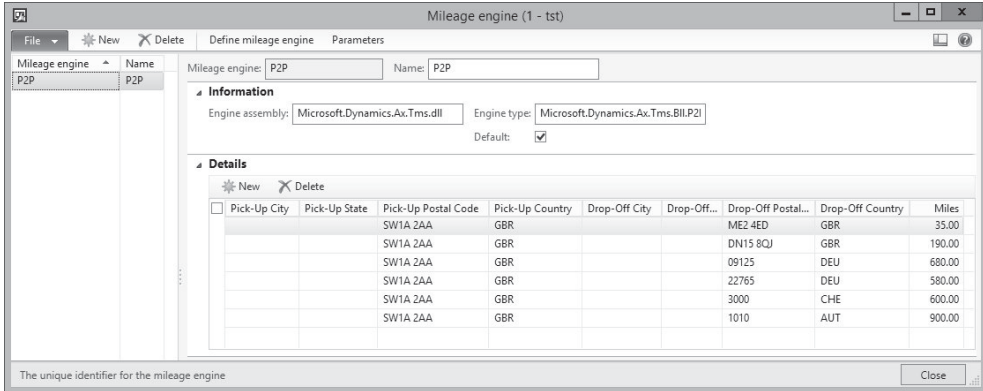 Mileage engine (1 - tst)
File New Delete Define mileage engine Parameters
Mileage engine Name
P2P P2P
Mileage engine: P2P Name: P2P
Information
Engine assembly: Microsoft.Dynamics.Ax.Tms.dll Engine type: Microsoft.Dynamics.Ax.Tms.Bll.P2
Default:
Details
New Delete
Pick-Up City Pick-Up State Pick-Up Postal Code Pick-Up Country Drop-Off City Drop-Off... Drop-Off Postal... Drop-Off Country Miles
SW1A 2AA GBR ME2 4ED GBR 35.00
SW1A 2AA GBR DN15 8QJ GBR 190.00
SW1A 2AA GBR 09125 DEU 680.00
SW1A 2AA GBR 22765 DEU 580.00
SW1A 2AA GBR 3000 CHE 600.00
SW1A 2AA GBR 1010 AUT 900.00
The unique identifier for the mileage engine Close